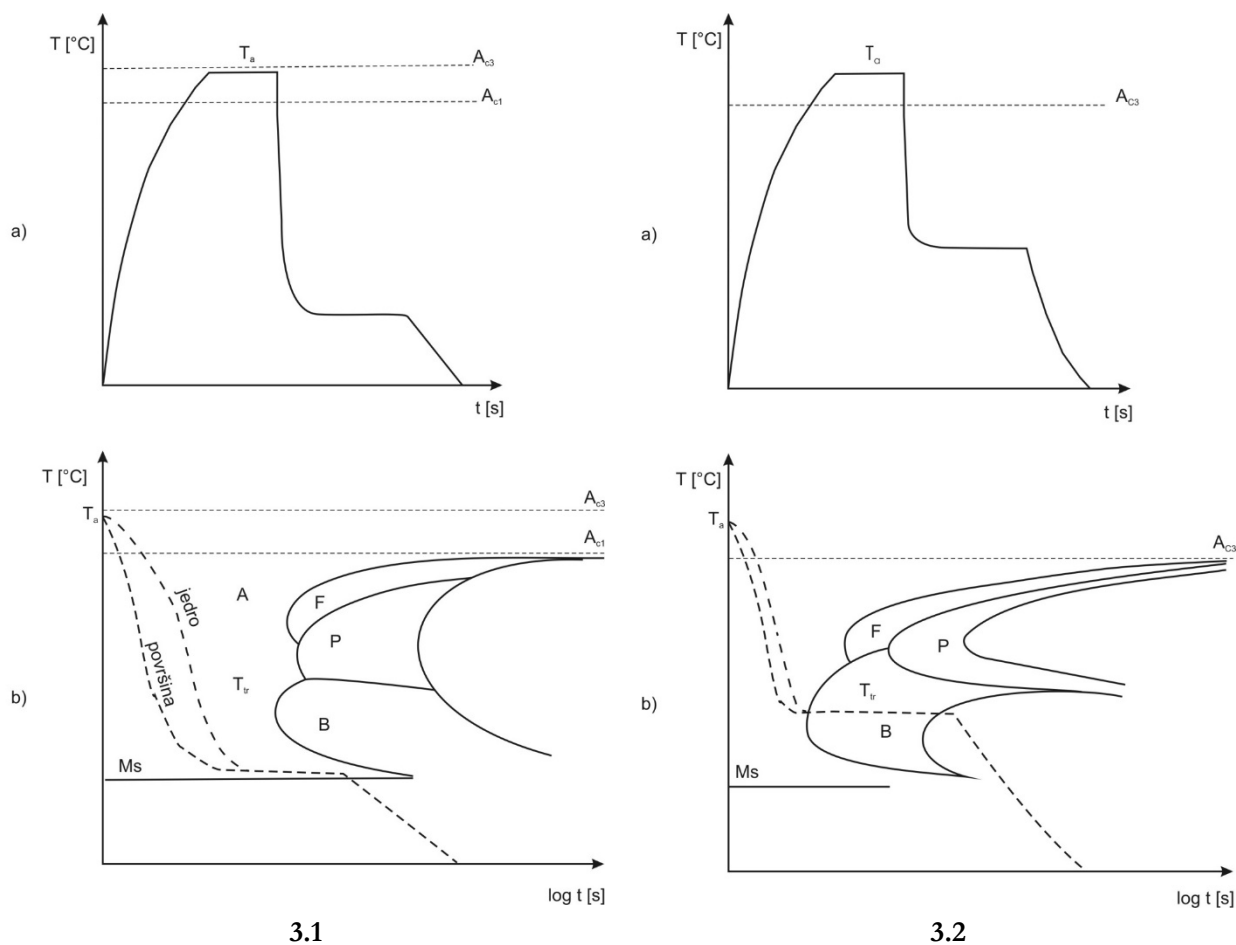 T [°C]
Ta
Ac3
Ac1
a)
t [s]
T [°C]
Ta
Ac3
Ac1
A
F
jedro
P
površina
Ttr
b)
B
Ms
log t [s]
3.1
T [°C]
Ta
AC3
a)
t [s]
T [°C]
Ta
AC3
F
P
Ttr
b)
B
Ms
log t [s]
3.2